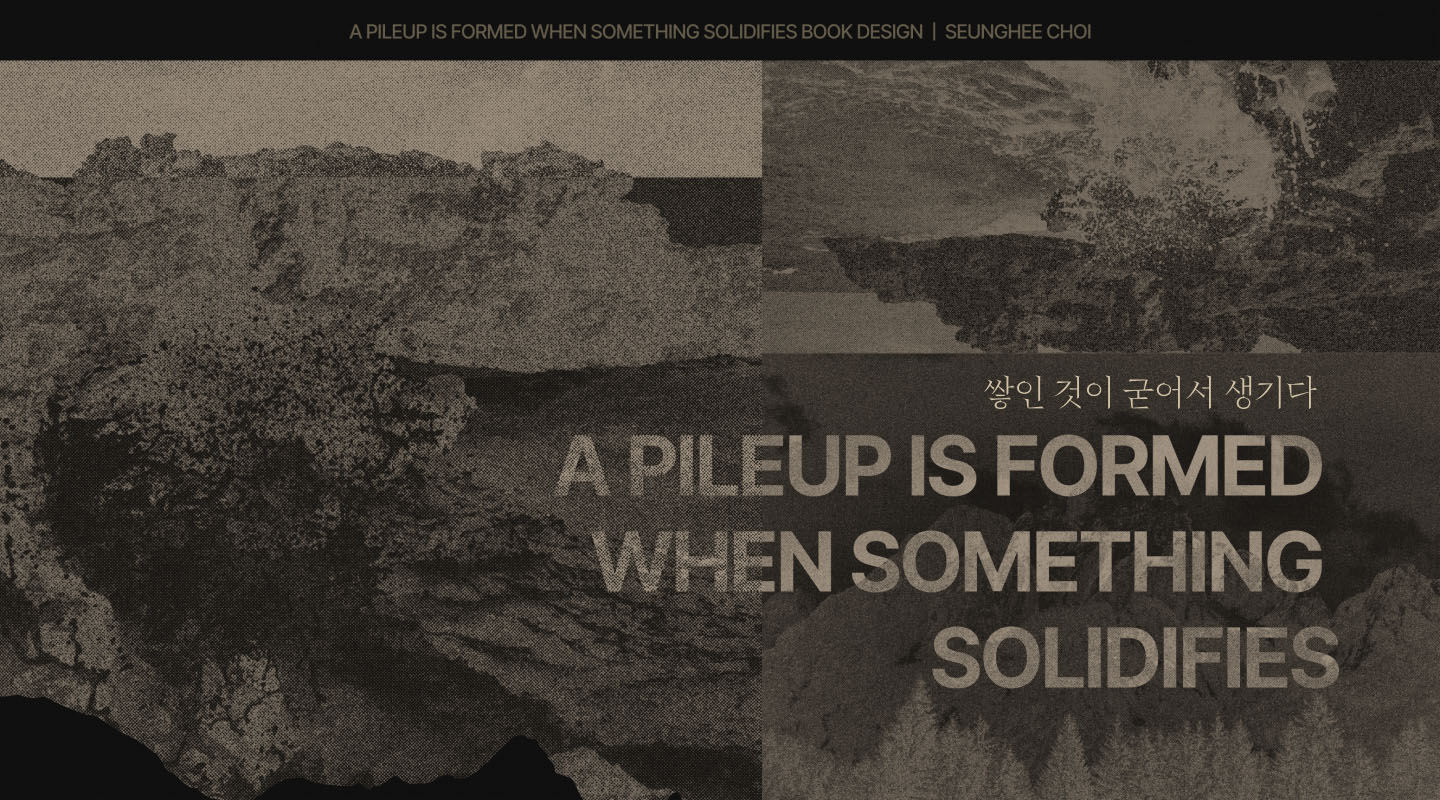 A PILEUP IS FORMED WHEN SOMETHING SOLIDIFIES BOOK DESIGN | SEUNGHEE CHOI
쌓인 것이 굳어서 생기다
A PILEUP IS FORMED
WHEN SOMETHING
SOLIDIFIES